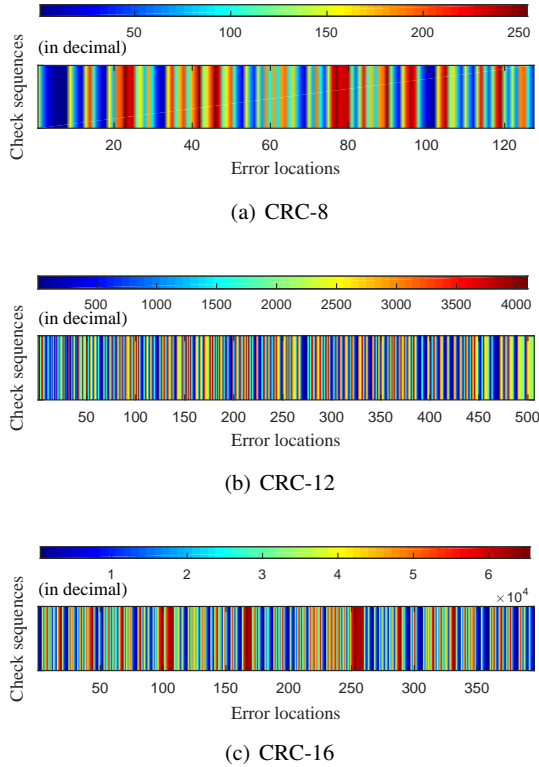 50 100 150 200 250
(in decimal)
Check sequences
20 40 60 80 100 120
Error locations
(a) CRC-8
500 1000 1500 2000 2500 3000 3500 4000
(in decimal)
Check sequences
50 100 150 200 250 300 350 400 450 500
Error locations
(b) CRC-12
1 2 3 4 5 6
×10⁴
(in decimal)
Check sequences
50 100 150 200 250 300 350
Error locations
(c) CRC-16